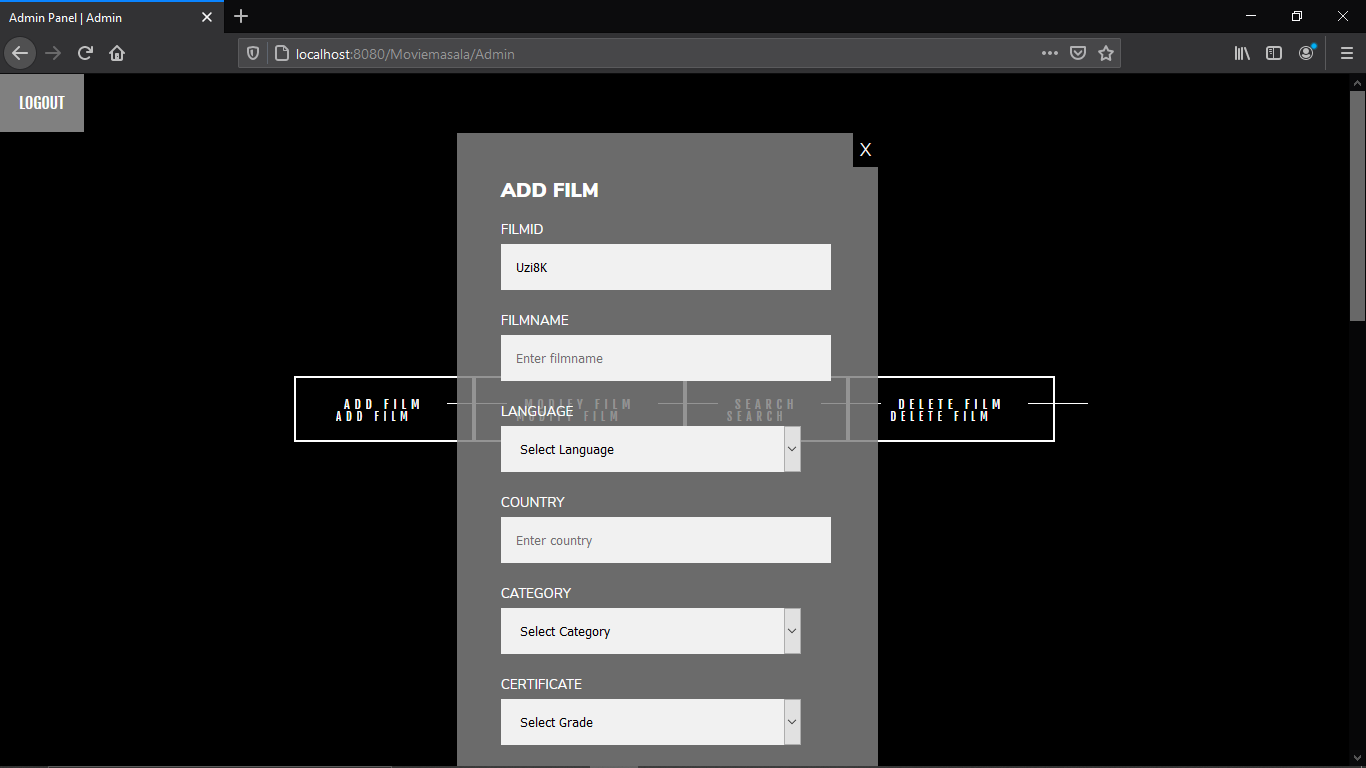 Admin Panel | Admin
localhost:8080/Moviemasala/Admin
LOGOUT
X
ADD FILM
FILMID
Uzi8K
FILMNAME
Enter filmname
ADD FILM
ADD FILM
MODIFY FILM
MODIFY FILM
SEARCH
SEARCH
DELETE FILM
DELETE FILM
LANGUAGE
Select Language
COUNTRY
Enter country
CATEGORY
Select Category
CERTIFICATE
Select Grade